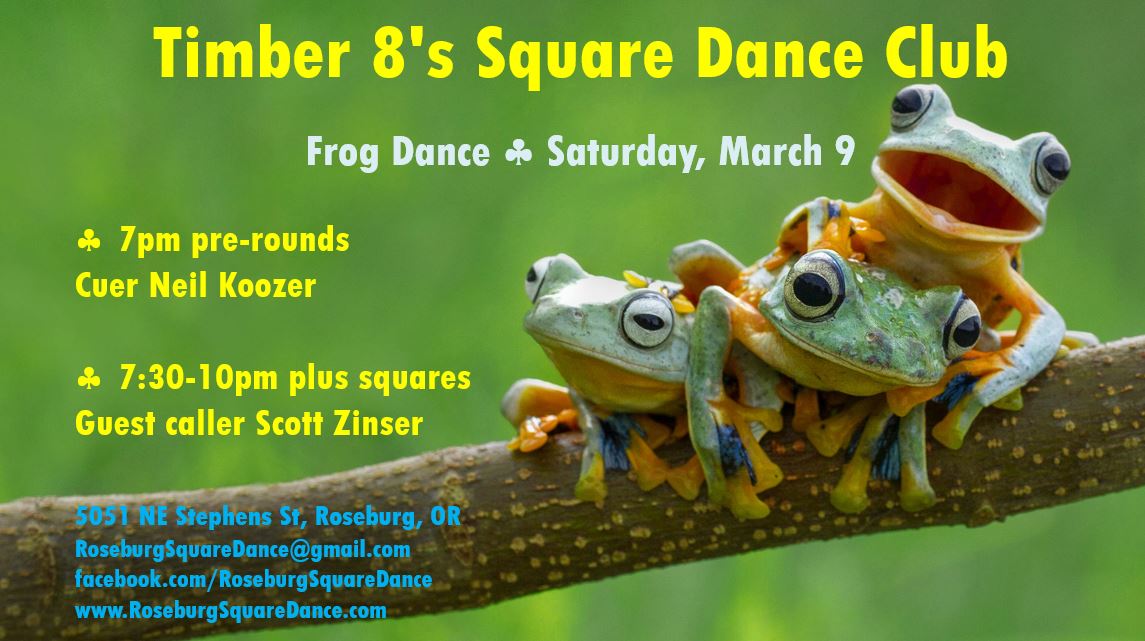 Timber 8's Square Dance Club
Frog Dance ♣ Saturday, March 9
♣ 7pm pre-rounds
Cuer Neil Koozer
♣ 7:30-10pm plus squares
Guest caller Scott Zinser
5051 NE Stephens St, Roseburg, OR
RoseburgSquareDance@gmail.com
facebook.com/RoseburgSquareDance
www.RoseburgSquareDance.com